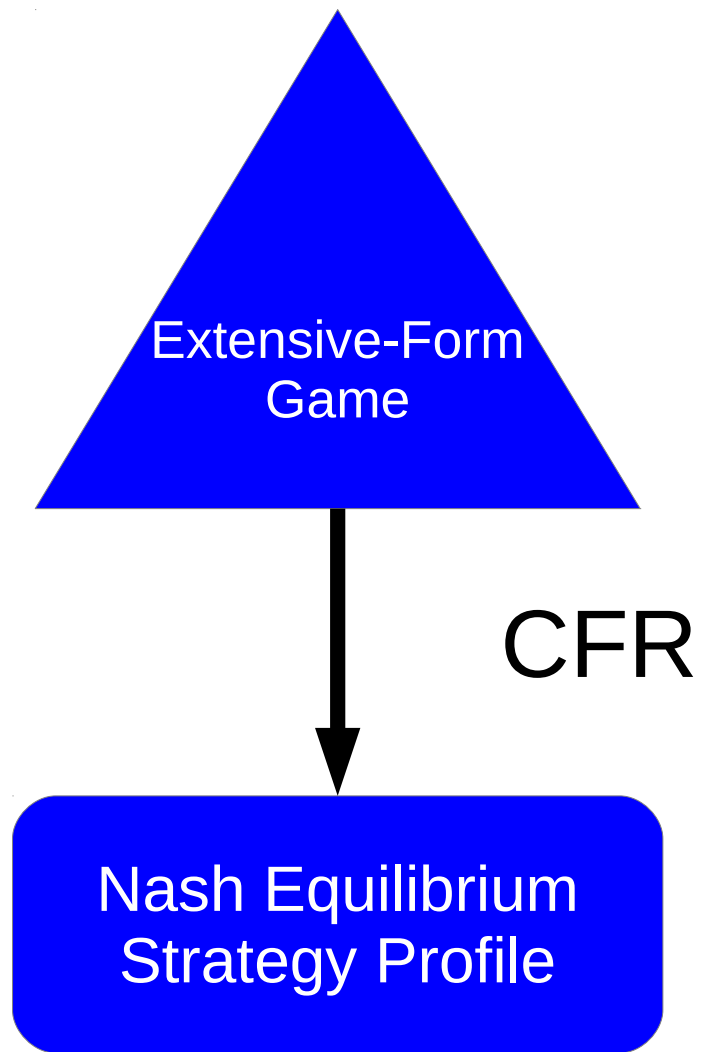 Extensive-Form
Game
CFR
Nash Equilibrium
Strategy Profile